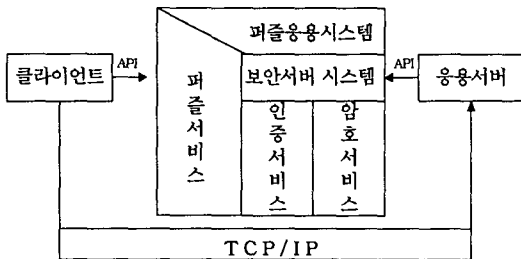 퍼즐응용시스템
클라이언트
API
보안서버 시스템
API
응용서버
퍼즐서비스
인증서비스
암호서비스
TCP/IP